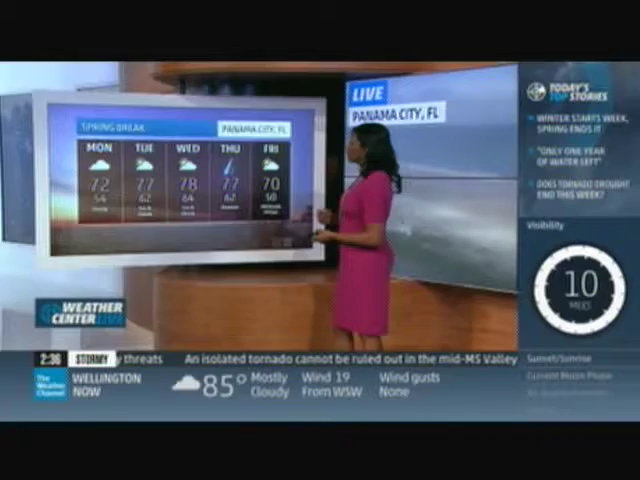 LIVE
PANAMA CITY, FL
SPRING BREAK
PANAMA CITY, FL
MON TUE WED THU FRI
72 77 78 77 70
54 62 64 62 50
WEATHER
CENTER LIVE
TODAY'S
TOP STORIES
WINTER STARTS WEEK,
SPRING ENDS IT
"ONLY ONE YEAR
OF WATER LEFT"
DOES TORNADO DROUGHT
END THIS WEEK?
Visibility
10
MILES
2:36 STORMY y threats An isolated tornado cannot be ruled out in the mid-MS Valley
The
Weather
Channel
WELLINGTON
NOW
85° Mostly
Cloudy
Wind 19
From WSW
Wind gusts
None
Sunset/Sunrise
Current Moon Phase